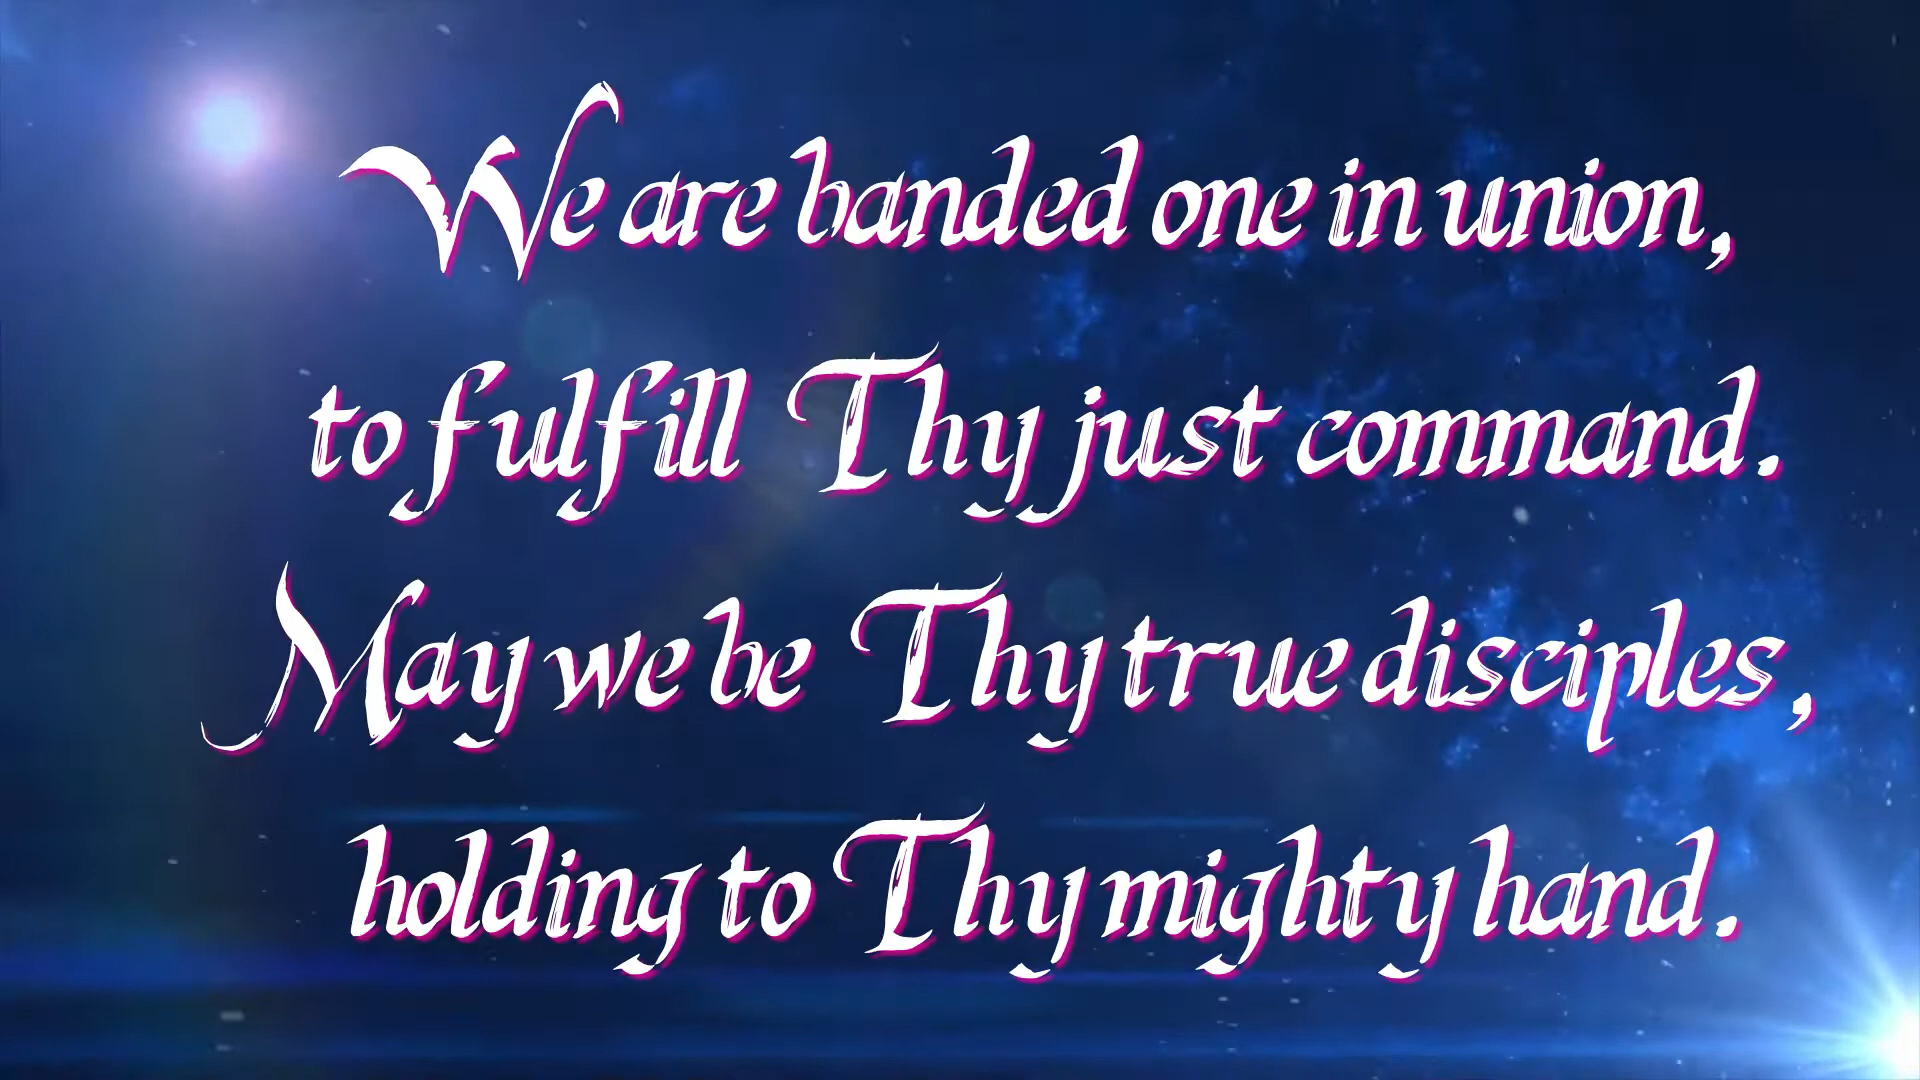 We are banded one in union,
to fulfill Thy just command.
May we be Thy true disciples,
holding to Thy mighty hand.